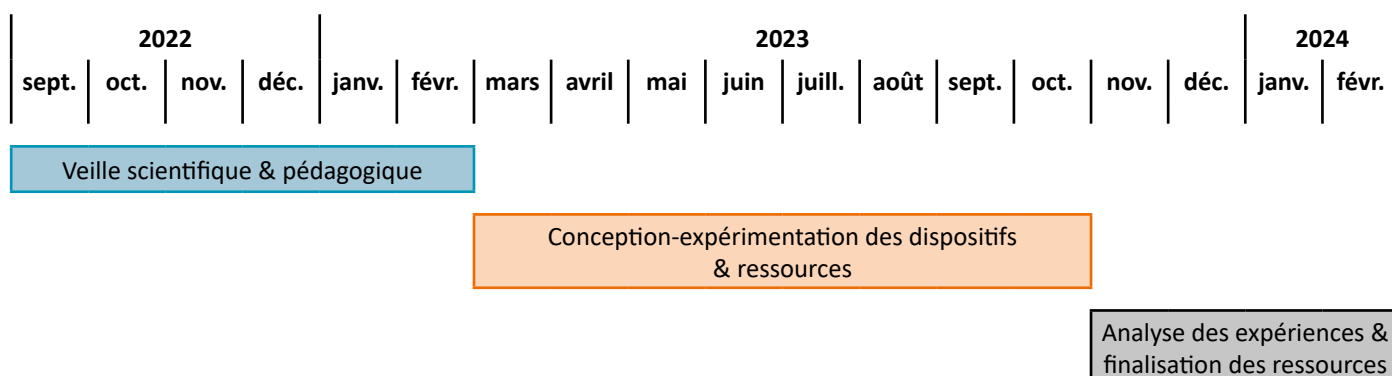 2022 2023 2024
sept. oct. nov. déc. janv. févr. mars avril mai juin juill. août sept. oct. nov. déc. janv. févr.
Veille scientifique & pédagogique
Conception-expérimentation des dispositifs
& ressources
Analyse des expériences &
finalisation des ressources